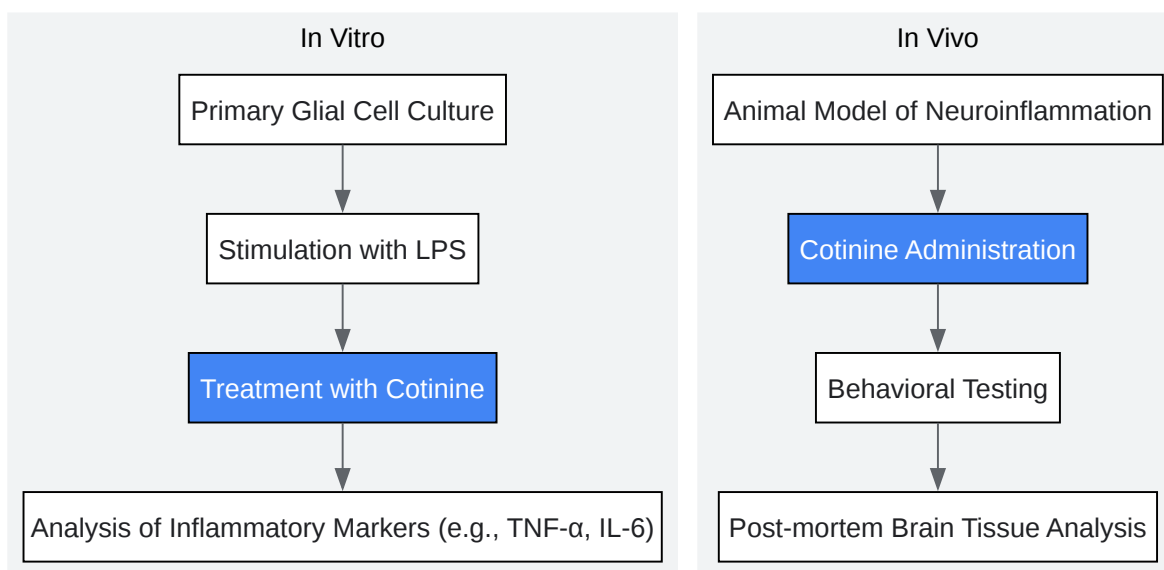 In Vitro
Primary Glial Cell Culture
Stimulation with LPS
Treatment with Cotinine
Analysis of Inflammatory Markers (e.g., TNF-α, IL-6)
In Vivo
Animal Model of Neuroinflammation
Cotinine Administration
Behavioral Testing
Post-mortem Brain Tissue Analysis